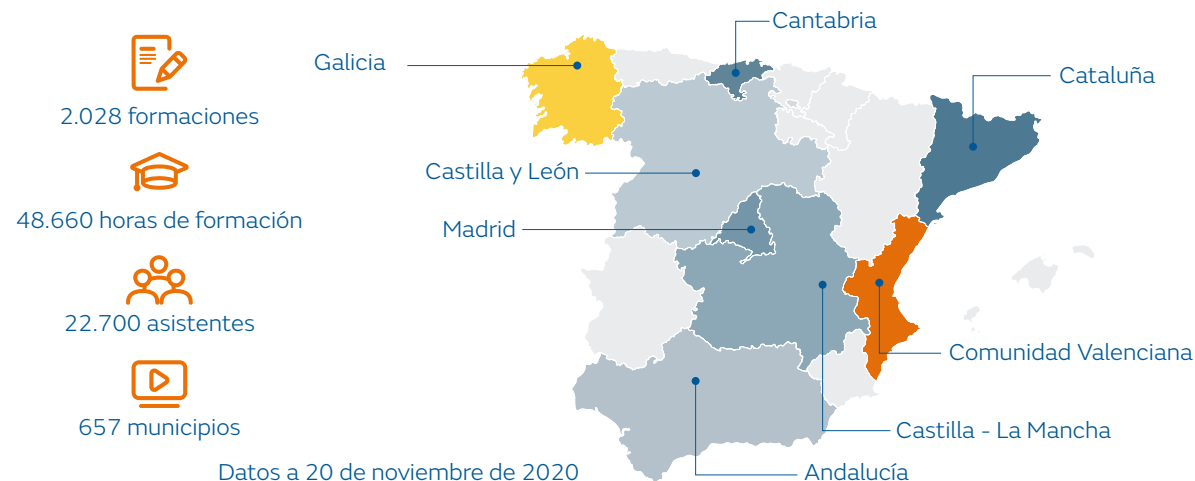 2.028 formaciones
48.660 horas de formación
22.700 asistentes
657 municipios
Galicia
Cantabria
Cataluña
Castilla y León
Madrid
Comunidad Valenciana
Castilla - La Mancha
Andalucía
Datos a 20 de noviembre de 2020